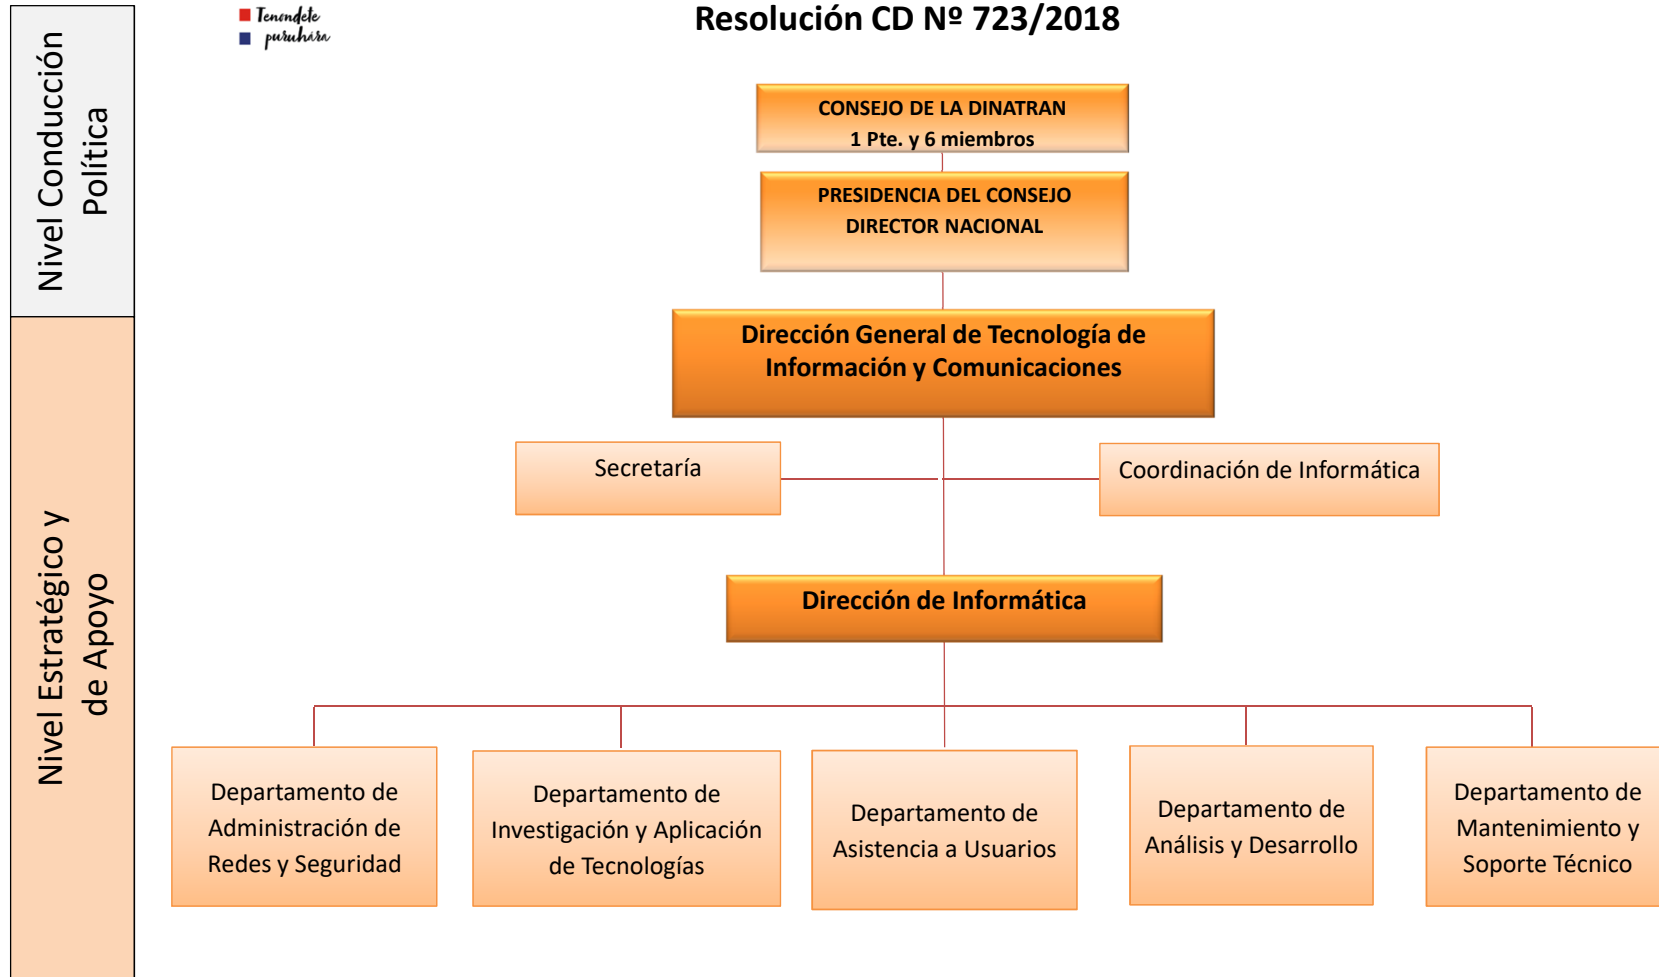 Tenondete
puruhára
Resolución CD Nº 723/2018
Nivel Conducción
Política
CONSEJO DE LA DINATRAN
1 Pte. y 6 miembros
PRESIDENCIA DEL CONSEJO
DIRECTOR NACIONAL
Nivel Estratégico y
de Apoyo
Dirección General de Tecnología de
Información y Comunicaciones
Secretaría
Coordinación de Informática
Dirección de Informática
Departamento de
Administración de
Redes y Seguridad
Departamento de
Investigación y Aplicación
de Tecnologías
Departamento de
Asistencia a Usuarios
Departamento de
Análisis y Desarrollo
Departamento de
Mantenimiento y
Soporte Técnico